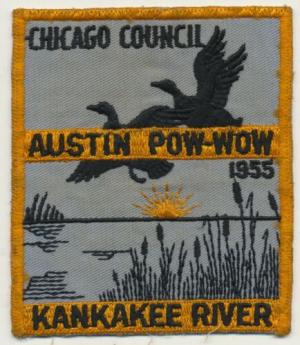 CHICAGO COUNCIL
AUSTIN POW-WOW
1955
KANKAKEE RIVER